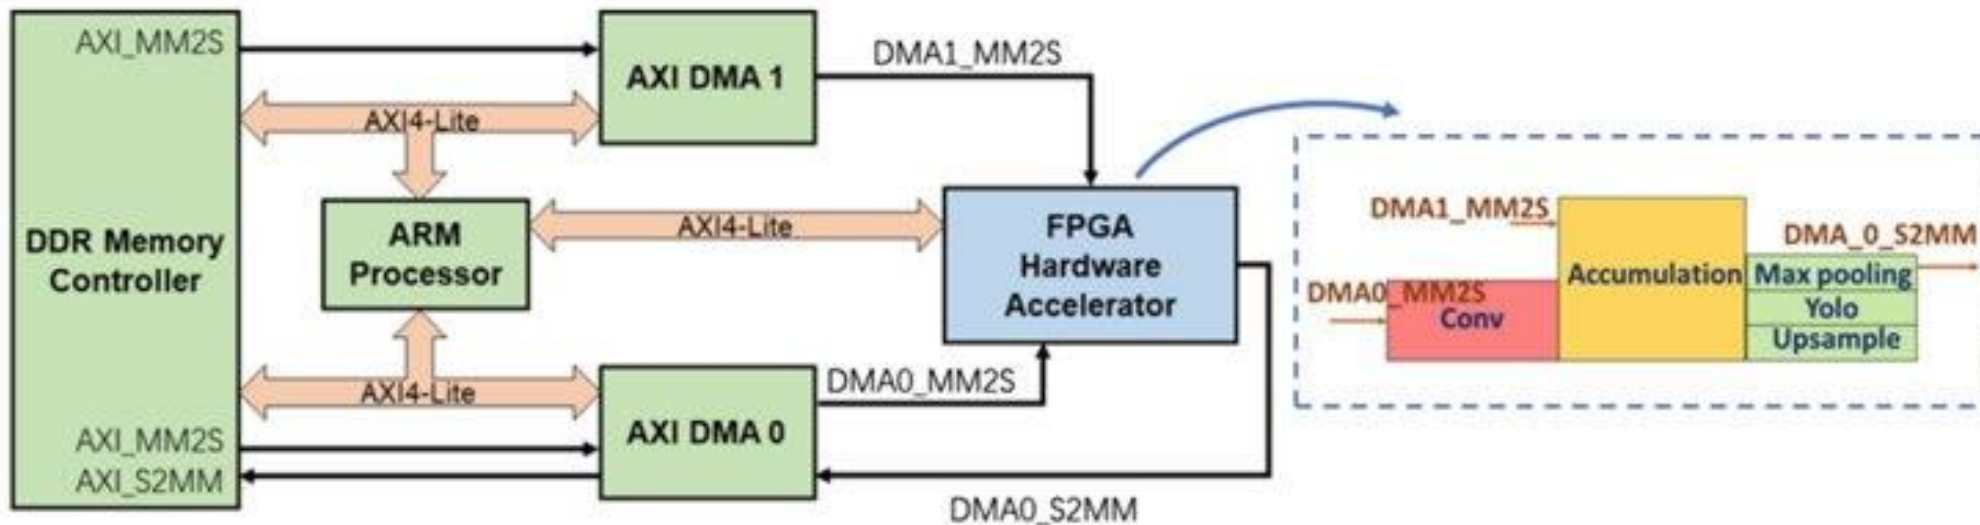 AXI_MM2S
AXI DMA 1
DMA1_MM2S
AXI4-Lite
DDR Memory
Controller
ARM
Processor
AXI4-Lite
FPGA
Hardware
Accelerator
AXI4-Lite
AXI_MM2S
AXI_S2MM
AXI DMA 0
DMA0_MM2S
DMA0_S2MM
DMA1_MM2S
DMA_0_S2MM
Accumulation
Max pooling
DMA0_MM2S
Conv
Yolo
Upsample